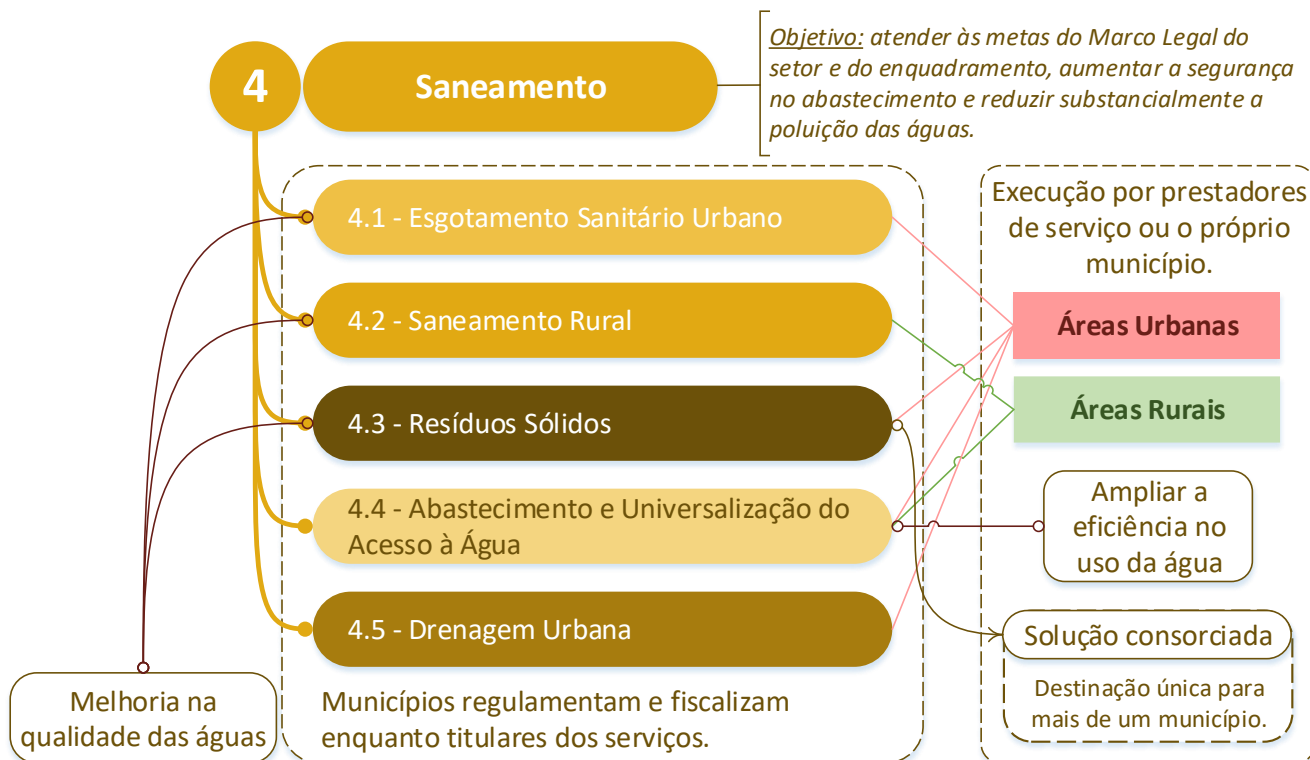 4
Saneamento
Objetivo: atender às metas do Marco Legal do
setor e do enquadramento, aumentar a segurança
no abastecimento e reduzir substancialmente a
poluição das águas.
4.1 - Esgotamento Sanitário Urbano
4.2 - Saneamento Rural
4.3 - Resíduos Sólidos
4.4 - Abastecimento e Universalização do
Acesso à Água
4.5 - Drenagem Urbana
Municípios regulamentam e fiscalizam
enquanto titulares dos serviços.
Melhoria na
qualidade das águas
Execução por prestadores
de serviço ou o próprio
município.
Áreas Urbanas
Áreas Rurais
Ampliar a
eficiência no
uso da água
Solução consorciada
Destinação única para
mais de um município.